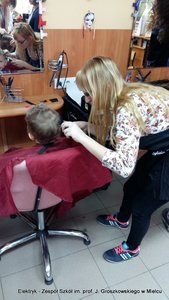 Elektryk - Zespół Szkół im. prof. J. Groszkowskiego w Mielcu